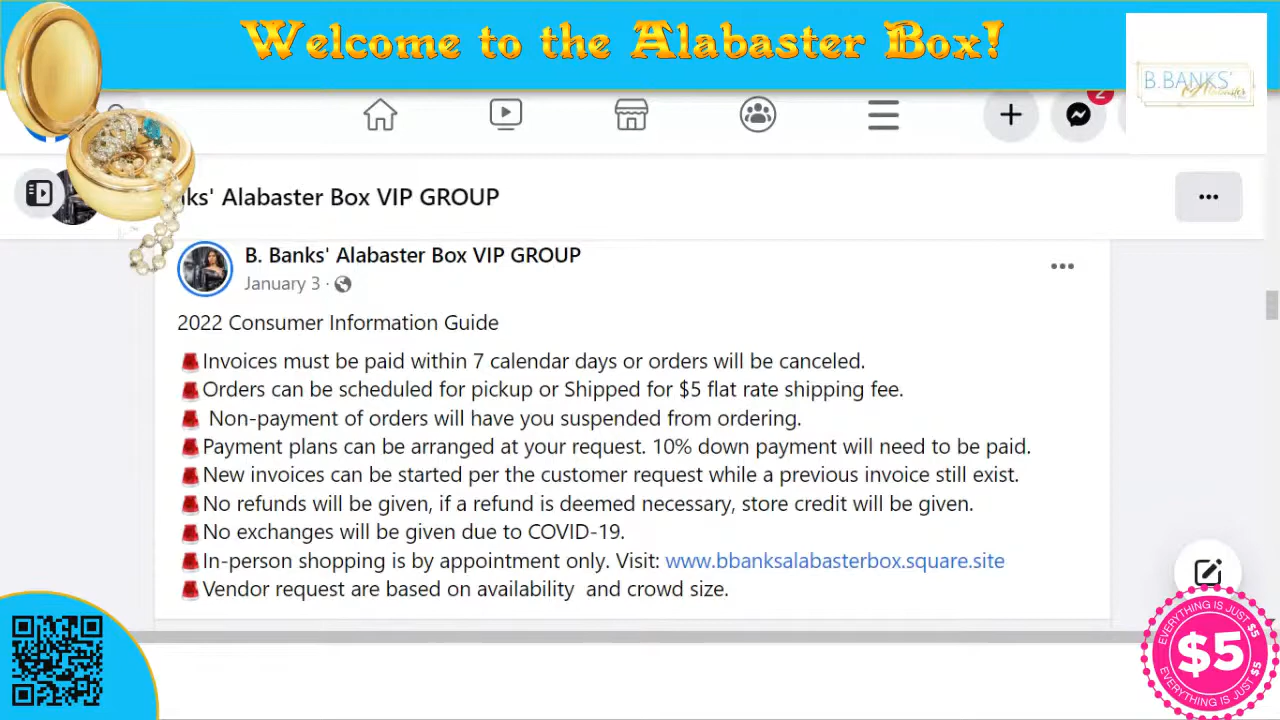 Welcome to the Alabaster Box!
B.BANKS'
Alabaster
2
ks' Alabaster Box VIP GROUP
B. Banks' Alabaster Box VIP GROUP
January 3 ·
2022 Consumer Information Guide
Invoices must be paid within 7 calendar days or orders will be canceled.
Orders can be scheduled for pickup or Shipped for $5 flat rate shipping fee.
Non-payment of orders will have you suspended from ordering.
Payment plans can be arranged at your request. 10% down payment will need to be paid.
New invoices can be started per the customer request while a previous invoice still exist.
No refunds will be given, if a refund is deemed necessary, store credit will be given.
No exchanges will be given due to COVID-19.
In-person shopping is by appointment only. Visit: www.bbanksalabasterbox.square.site
Vendor request are based on availability and crowd size.
EVERYTHING IS JUST $5
$5
EVERYTHING IS JUST $5